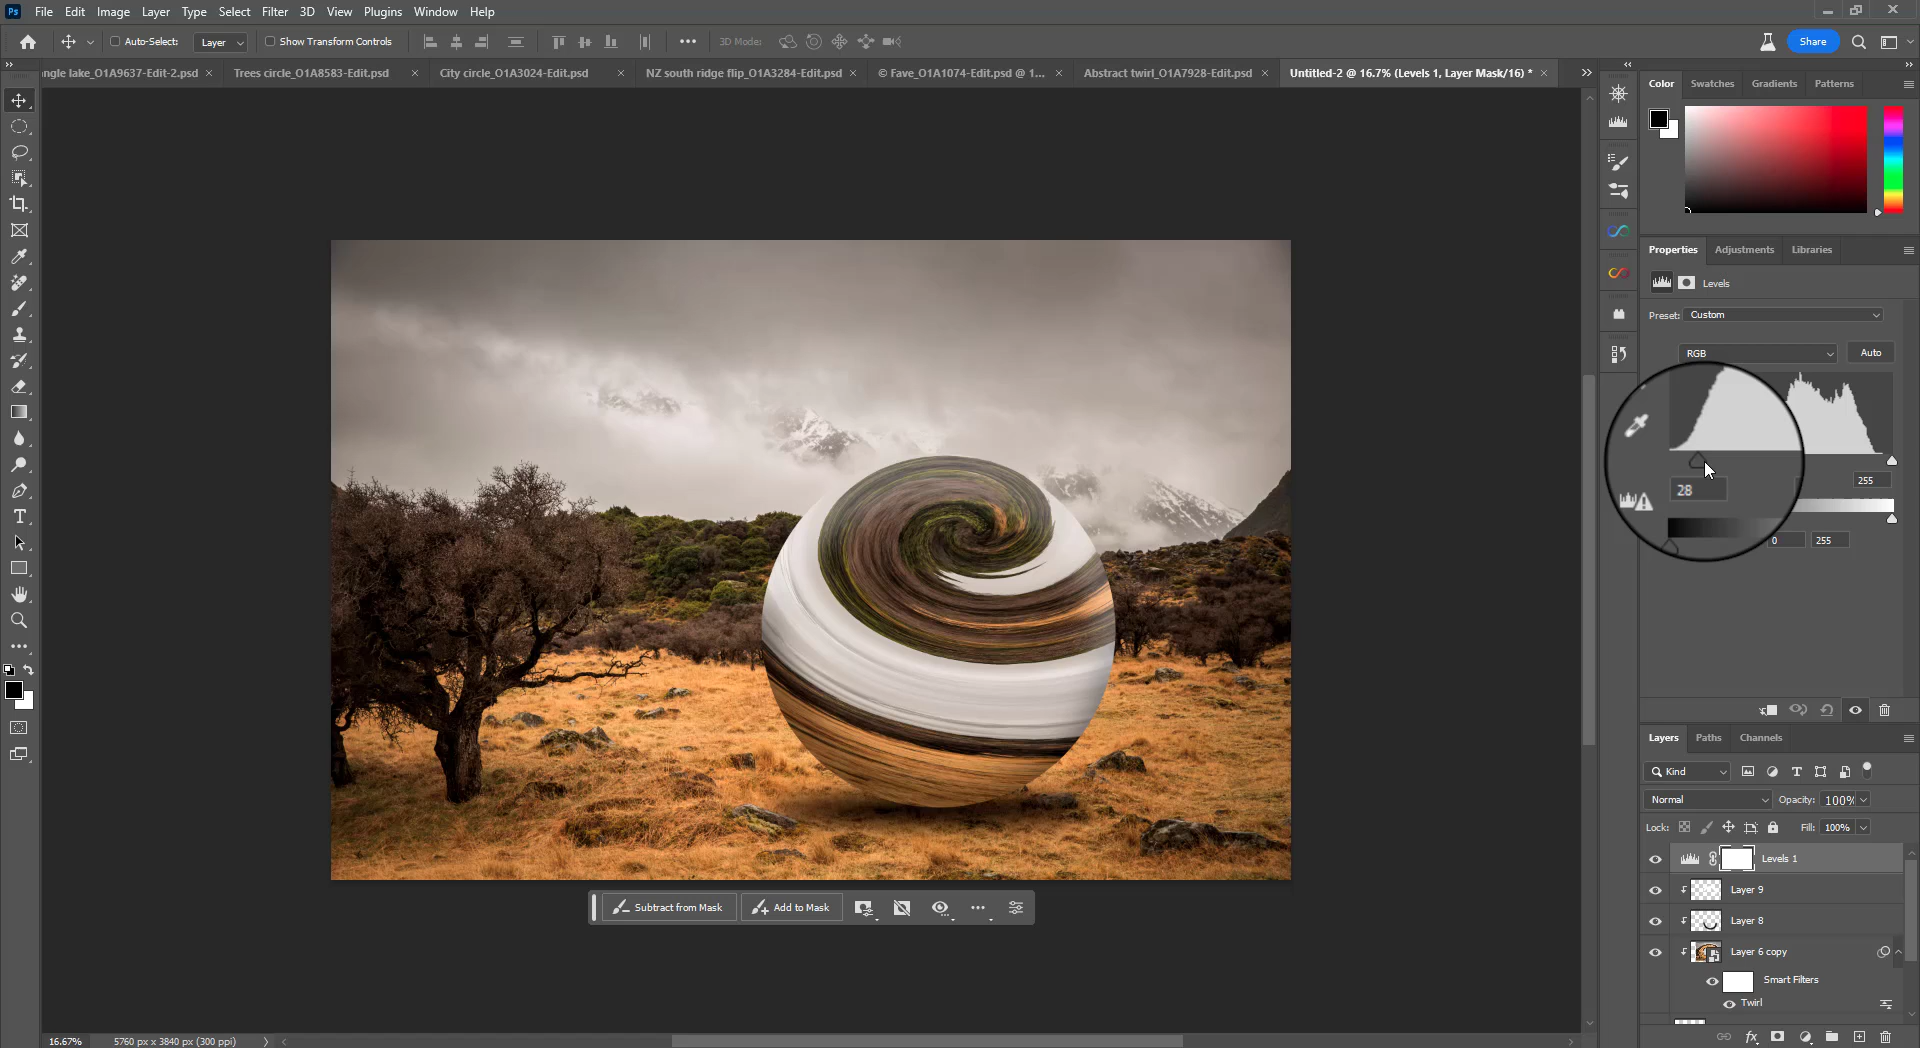 Ps File Edit Image Layer Type Select Filter 3D View Plugins Window Help
Auto-Select: Layer Show Transform Controls 3D Mode: Share
ngle lake_O1A9637-Edit-2.psd × Trees circle_O1A8583-Edit.psd × City circle_O1A3024-Edit.psd × NZ south ridge flip_O1A3284-Edit.psd × © Fave_O1A1074-Edit.psd @ 1... × Abstract twirl_O1A7928-Edit.psd × Untitled-2 @ 16.7% (Levels 1, Layer Mask/16) * ×
Color Swatches Gradients Patterns
Properties Adjustments Libraries
Levels
Preset: Custom
RGB Auto
255
28
0 255
Layers Paths Channels
Kind
Normal Opacity: 100%
Lock: Fill: 100%
Levels 1
Layer 9
Layer 8
Layer 6 copy
Smart Filters
Twirl
Subtract from Mask Add to Mask
16.67% 5760 px x 3840 px (300 ppi)